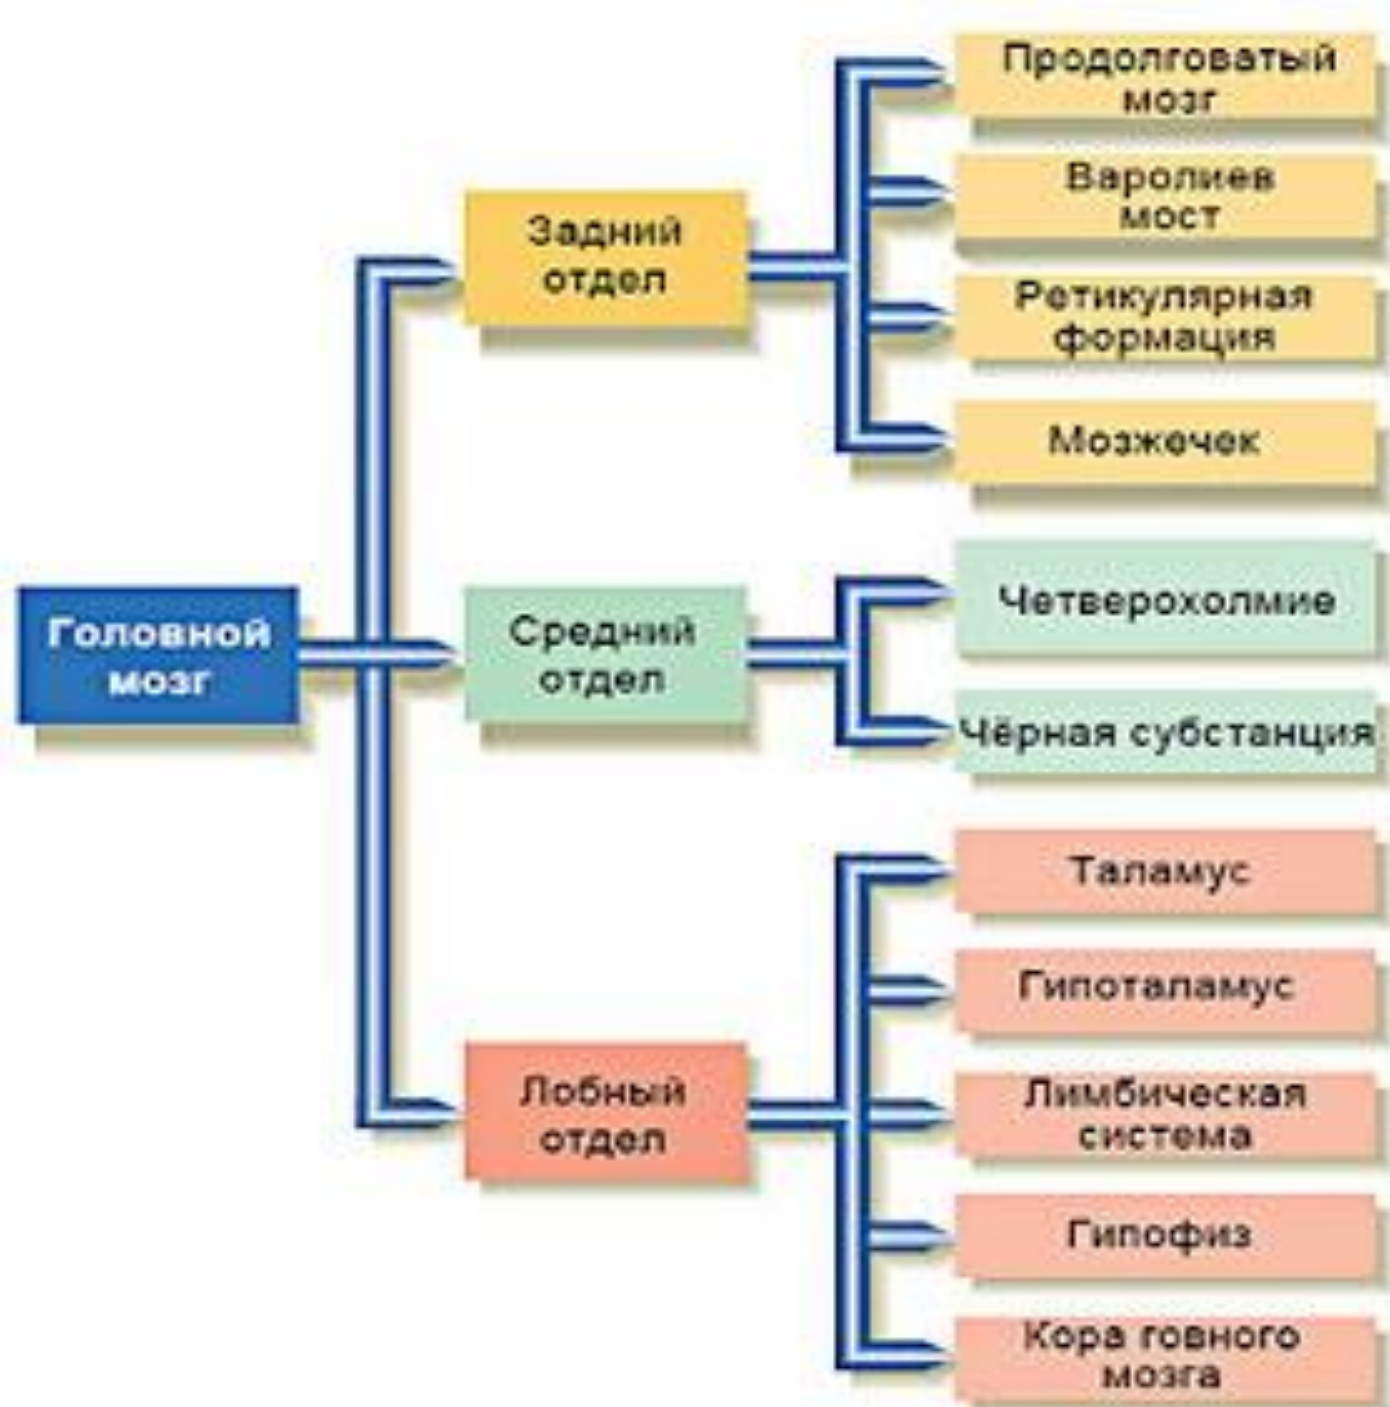 Продолговатый
мозг
Варолиев
мост
Задний
отдел
Ретикулярная
формация
Мозжечек
Четверохолмие
Головной
мозг
Средний
отдел
Чёрная субстанция
Таламус
Гипоталамус
Лобный
отдел
Лимбическая
система
Гипофиз
Кора говного
мозга